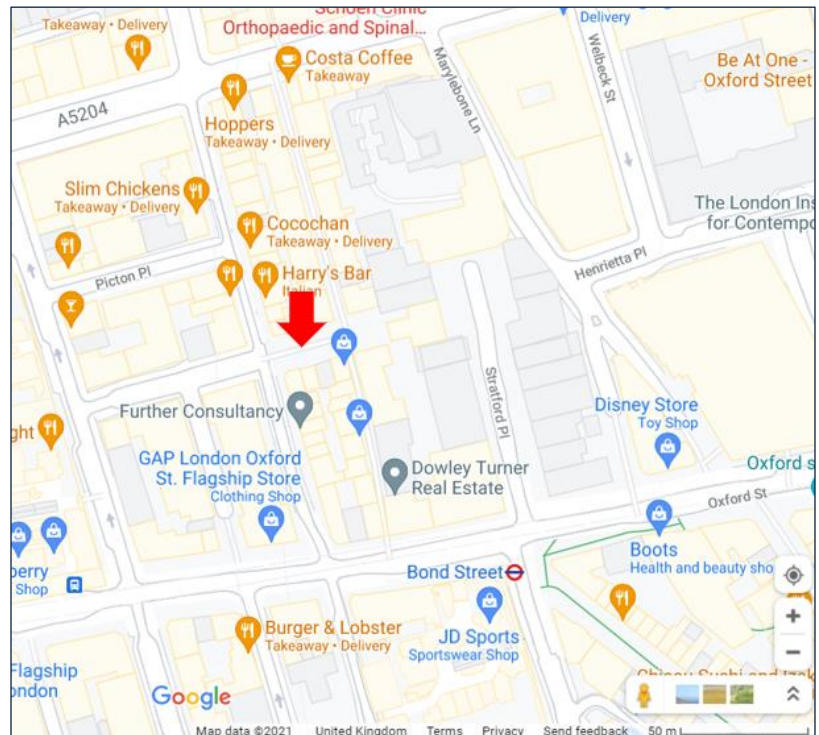 Takeaway • Delivery
Orthopaedic and Spinal...
Delivery
Costa Coffee
Takeaway
Marylebone Ln
Welbeck St
Be At One -
Oxford Street
A5204
Hoppers
Takeaway • Delivery
Slim Chickens
Takeaway • Delivery
The London Ins
for Contempo
Cocochan
Takeaway • Delivery
Henrietta Pl
Picton Pl
Harry's Bar
Italian
Stratford Pl
Further Consultancy
Disney Store
Toy Shop
ght
GAP London Oxford
St. Flagship Store
Clothing Shop
Dowley Turner
Real Estate
Oxford s
Oxford St
Boots
Health and beauty sho
perry
Shop
Bond Street
Burger & Lobster
Takeaway • Delivery
JD Sports
Sportswear Shop
Flagship
ondon
Google
Map data ©2021 United Kingdom Terms Privacy Send feedback 50 m